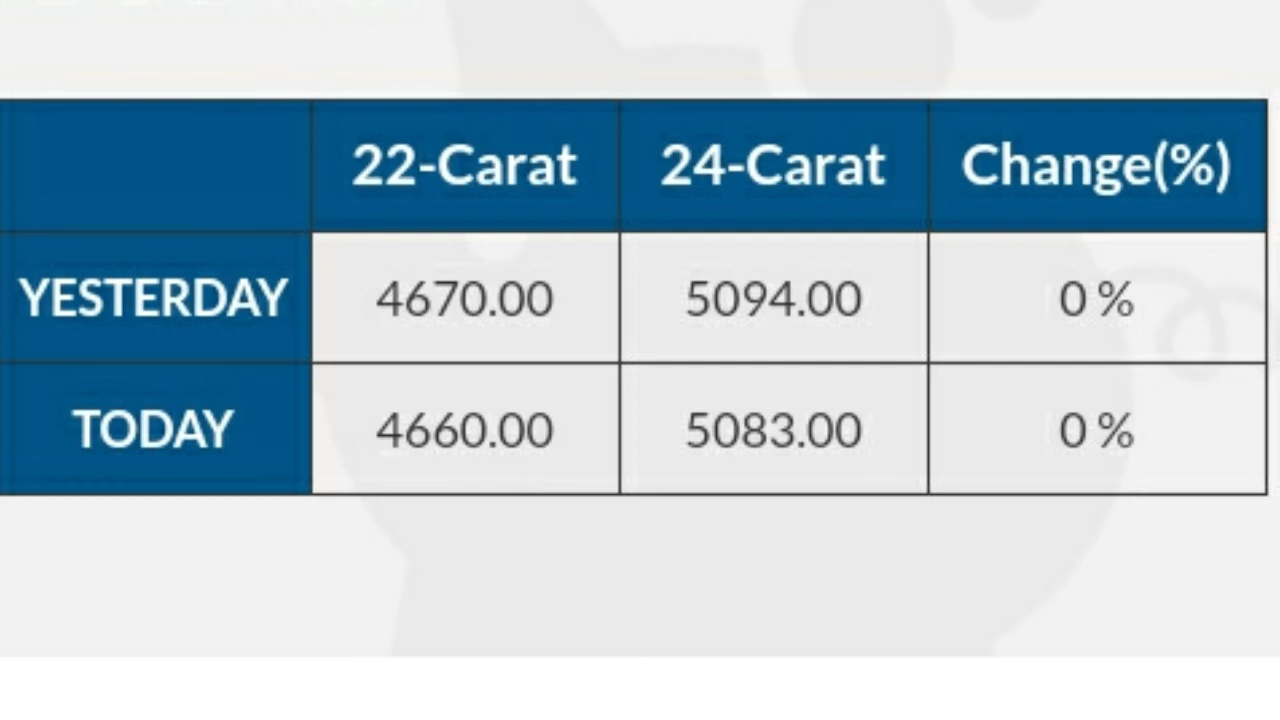 22-Carat 24-Carat Change(%)
YESTERDAY 4670.00 5094.00 0 %
TODAY 4660.00 5083.00 0 %